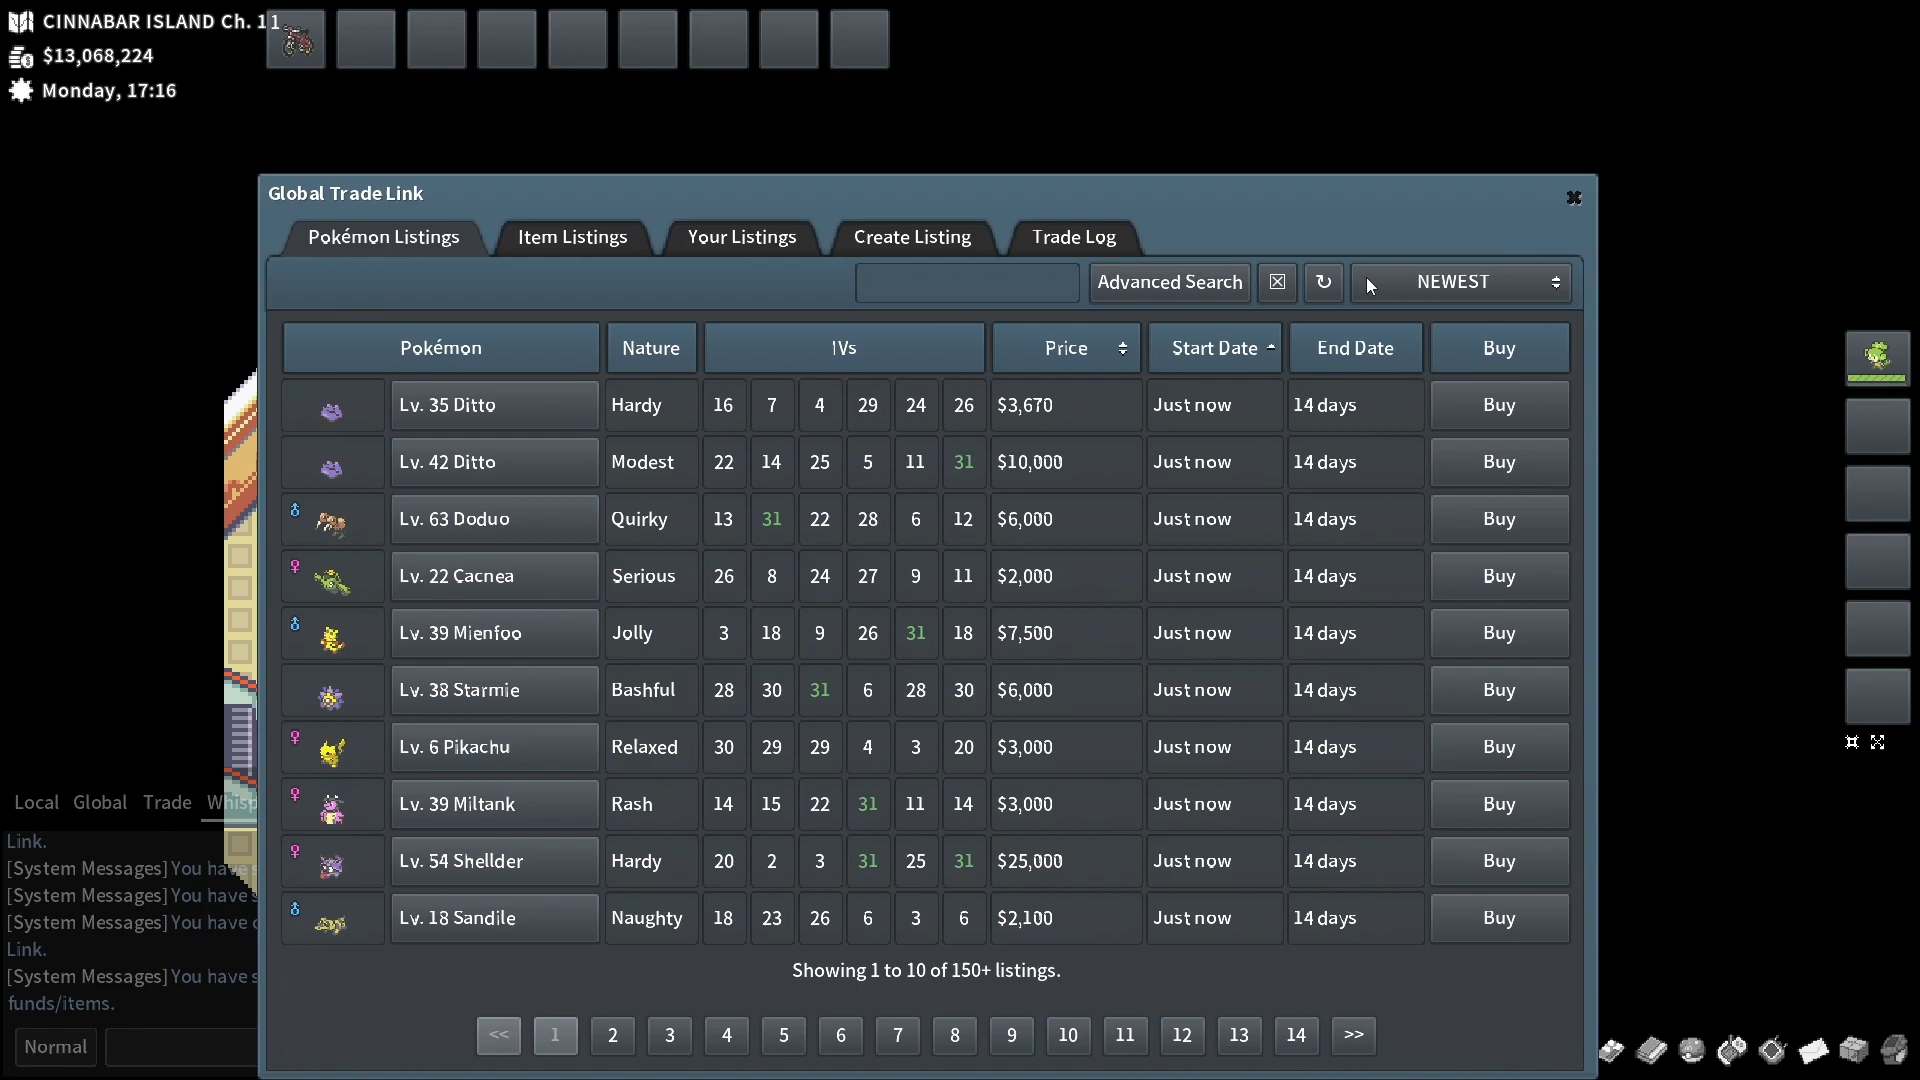 CINNABAR ISLAND Ch. 11
$13,068,224
Monday, 17:16
Global Trade Link
Pokémon Listings Item Listings Your Listings Create Listing Trade Log
Advanced Search NEWEST
Pokémon Nature IVs Price Start Date End Date Buy
Lv. 35 Ditto Hardy 16 7 4 29 24 26 $3,670 Just now 14 days Buy
Lv. 42 Ditto Modest 22 14 25 5 11 31 $10,000 Just now 14 days Buy
Lv. 63 Doduo Quirky 13 31 22 28 6 12 $6,000 Just now 14 days Buy
Lv. 22 Cacnea Serious 26 8 24 27 9 11 $2,000 Just now 14 days Buy
Lv. 39 Mienfoo Jolly 3 18 9 26 31 18 $7,500 Just now 14 days Buy
Lv. 38 Starmie Bashful 28 30 31 6 28 30 $6,000 Just now 14 days Buy
Lv. 6 Pikachu Relaxed 30 29 29 4 3 20 $3,000 Just now 14 days Buy
Lv. 39 Miltank Rash 14 15 22 31 11 14 $3,000 Just now 14 days Buy
Lv. 54 Shellder Hardy 20 2 3 31 25 31 $25,000 Just now 14 days Buy
Lv. 18 Sandile Naughty 18 23 26 6 3 6 $2,100 Just now 14 days Buy
Showing 1 to 10 of 150+ listings.
<< 1 2 3 4 5 6 7 8 9 10 11 12 13 14 >>
Local Global Trade Whisp
Link.
[System Messages] You have s
[System Messages] You have s
[System Messages] You have
Link.
[System Messages] You have s
funds/items.
Normal